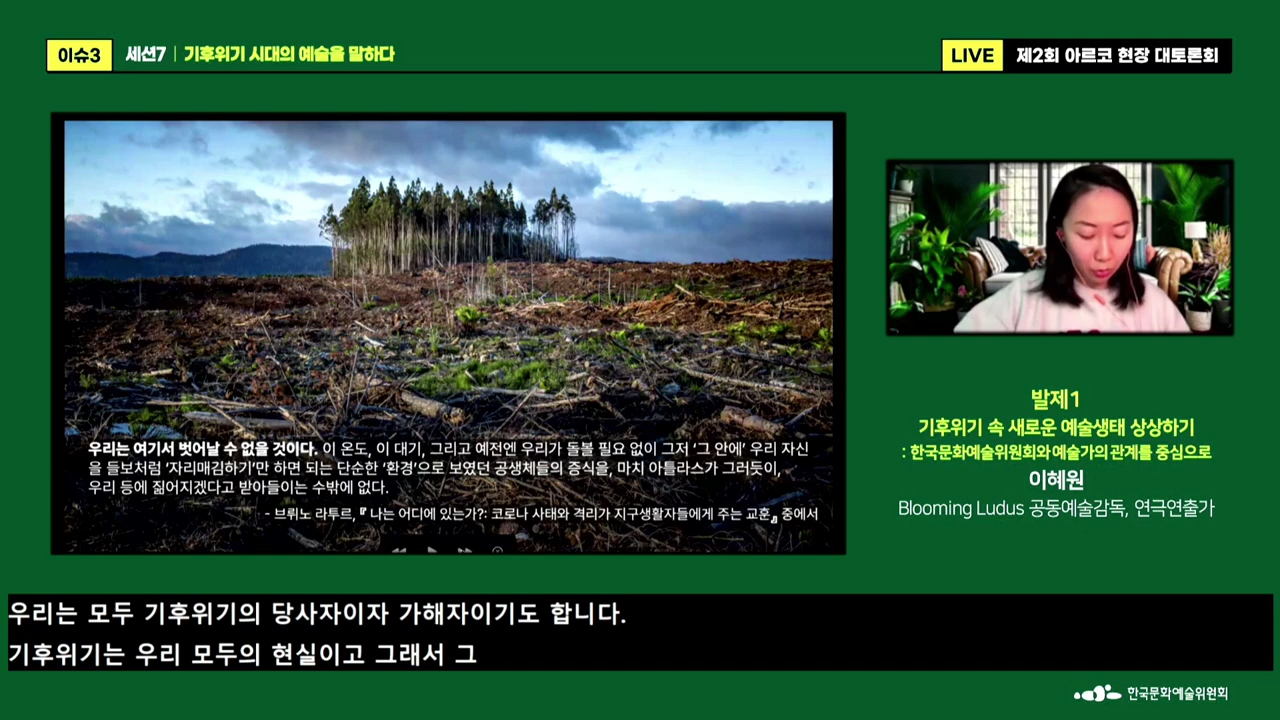 이슈3 세션7 | 기후위기 시대의 예술을 말하다
LIVE 제2회 아르코 현장 대토론회
우리는 여기서 벗어날 수 없을 것이다. 이 온도, 이 대기, 그리고 예전엔 우리가 돌볼 필요 없이 그저 ‘그 안에’ 우리 자신
을 들보처럼 ‘자리매김하기’만 하면 되는 단순한 ‘환경’으로 보였던 공생체들의 증식을, 마치 아틀라스가 그러듯이,
우리 등에 짊어지겠다고 받아들이는 수밖에 없다.
- 브뤼노 라투르, 『 나는 어디에 있는가?: 코로나 사태와 격리가 지구생활자들에게 주는 교훈』 중에서
발제1
기후위기 속 새로운 예술생태 상상하기
: 한국문화예술위원회와 예술가의 관계를 중심으로
이혜원
Blooming Ludus 공동예술감독, 연극연출가
우리는 모두 기후위기의 당사자이자 가해자이기도 합니다.
기후위기는 우리 모두의 현실이고 그래서 그
한국문화예술위원회